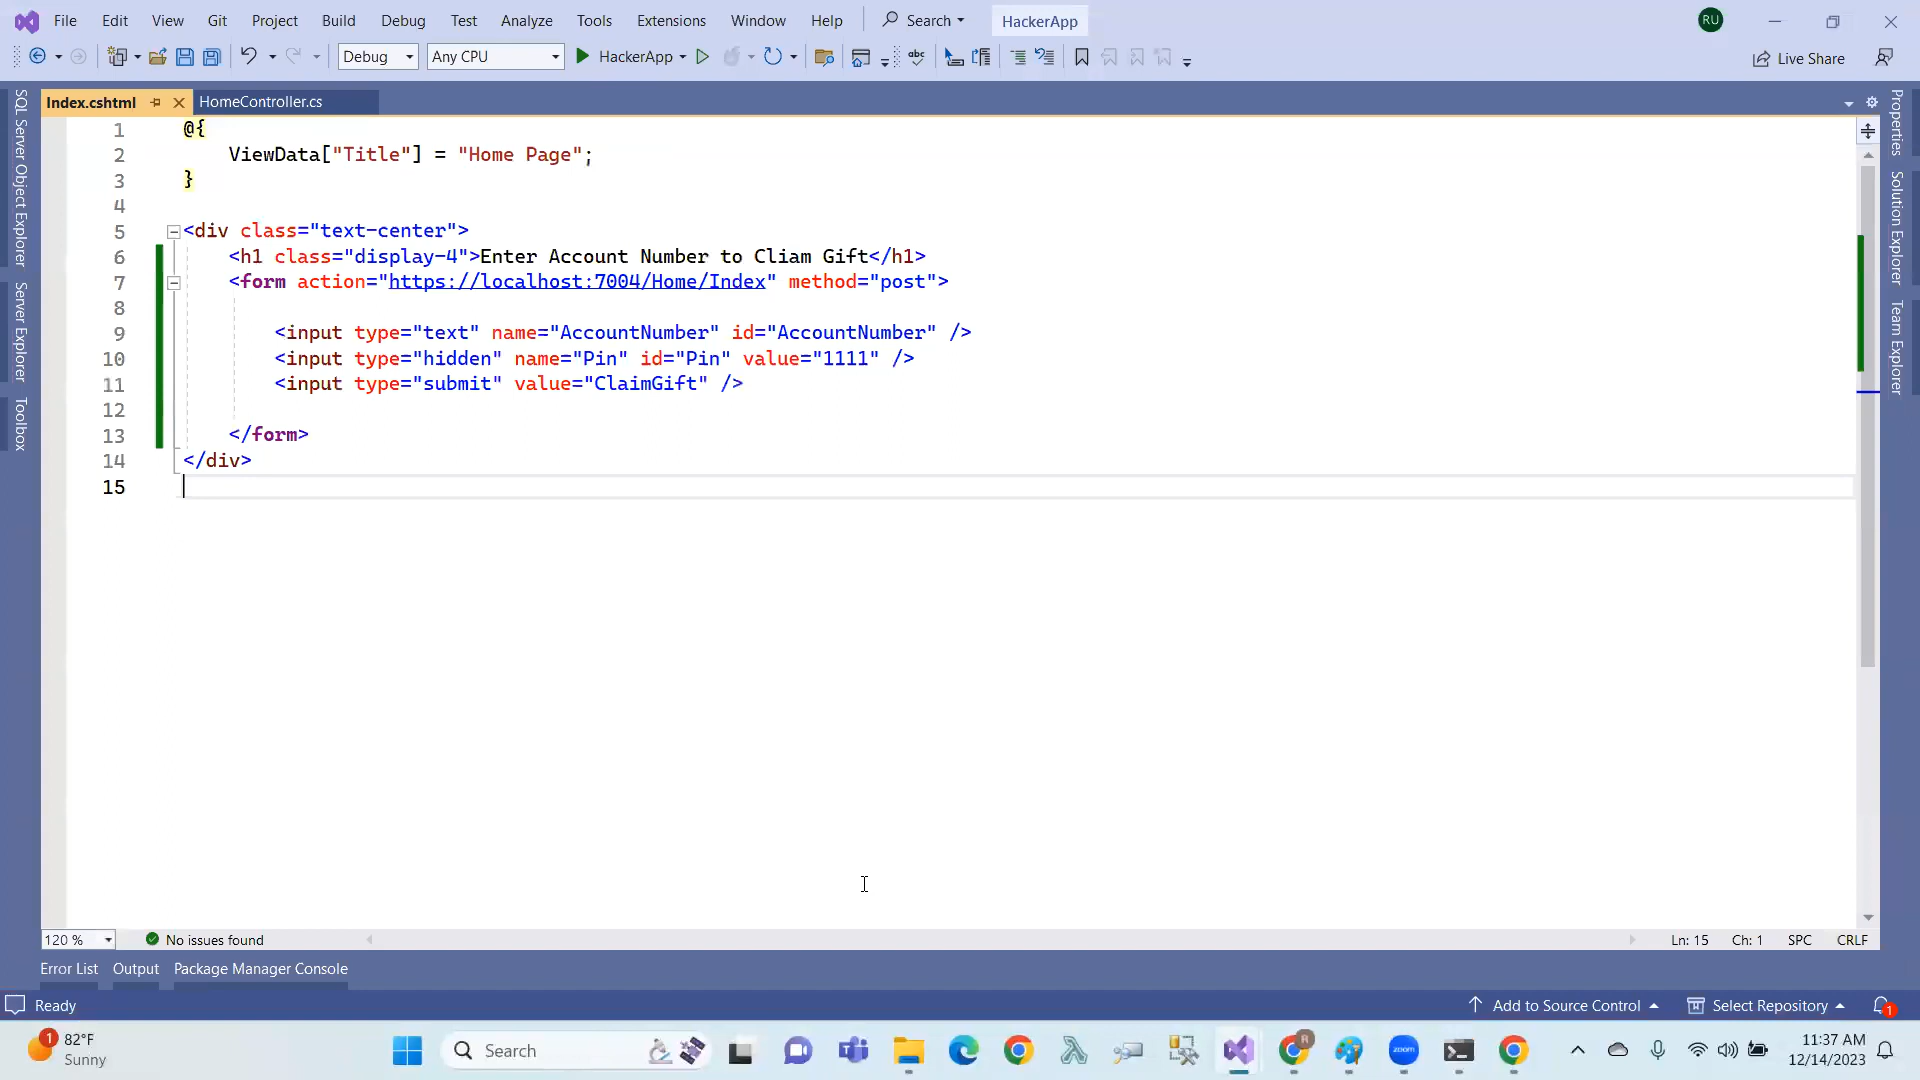 File Edit View Git Project Build Debug Test Analyze Tools Extensions Window Help Search HackerApp RU
Debug Any CPU HackerApp abc Live Share
Index.cshtml HomeController.cs
SQL Server Object Explorer
Server Explorer
Toolbox
1 @{
2 ViewData["Title"] = "Home Page";
3 }
4
5 <div class="text-center">
6 <h1 class="display-4">Enter Account Number to Cliam Gift</h1>
7 <form action="https://localhost:7004/Home/Index" method="post">
8
9 <input type="text" name="AccountNumber" id="AccountNumber" />
10 <input type="hidden" name="Pin" id="Pin" value="1111" />
11 <input type="submit" value="ClaimGift" />
12
13 </form>
14 </div>
15
Properties
Solution Explorer
Team Explorer
120 % No issues found Ln: 15 Ch: 1 SPC CRLF
Error List Output Package Manager Console
Ready Add to Source Control Select Repository 1
1 82°F
Sunny
Search
R
zoom
11:37 AM
12/14/2023